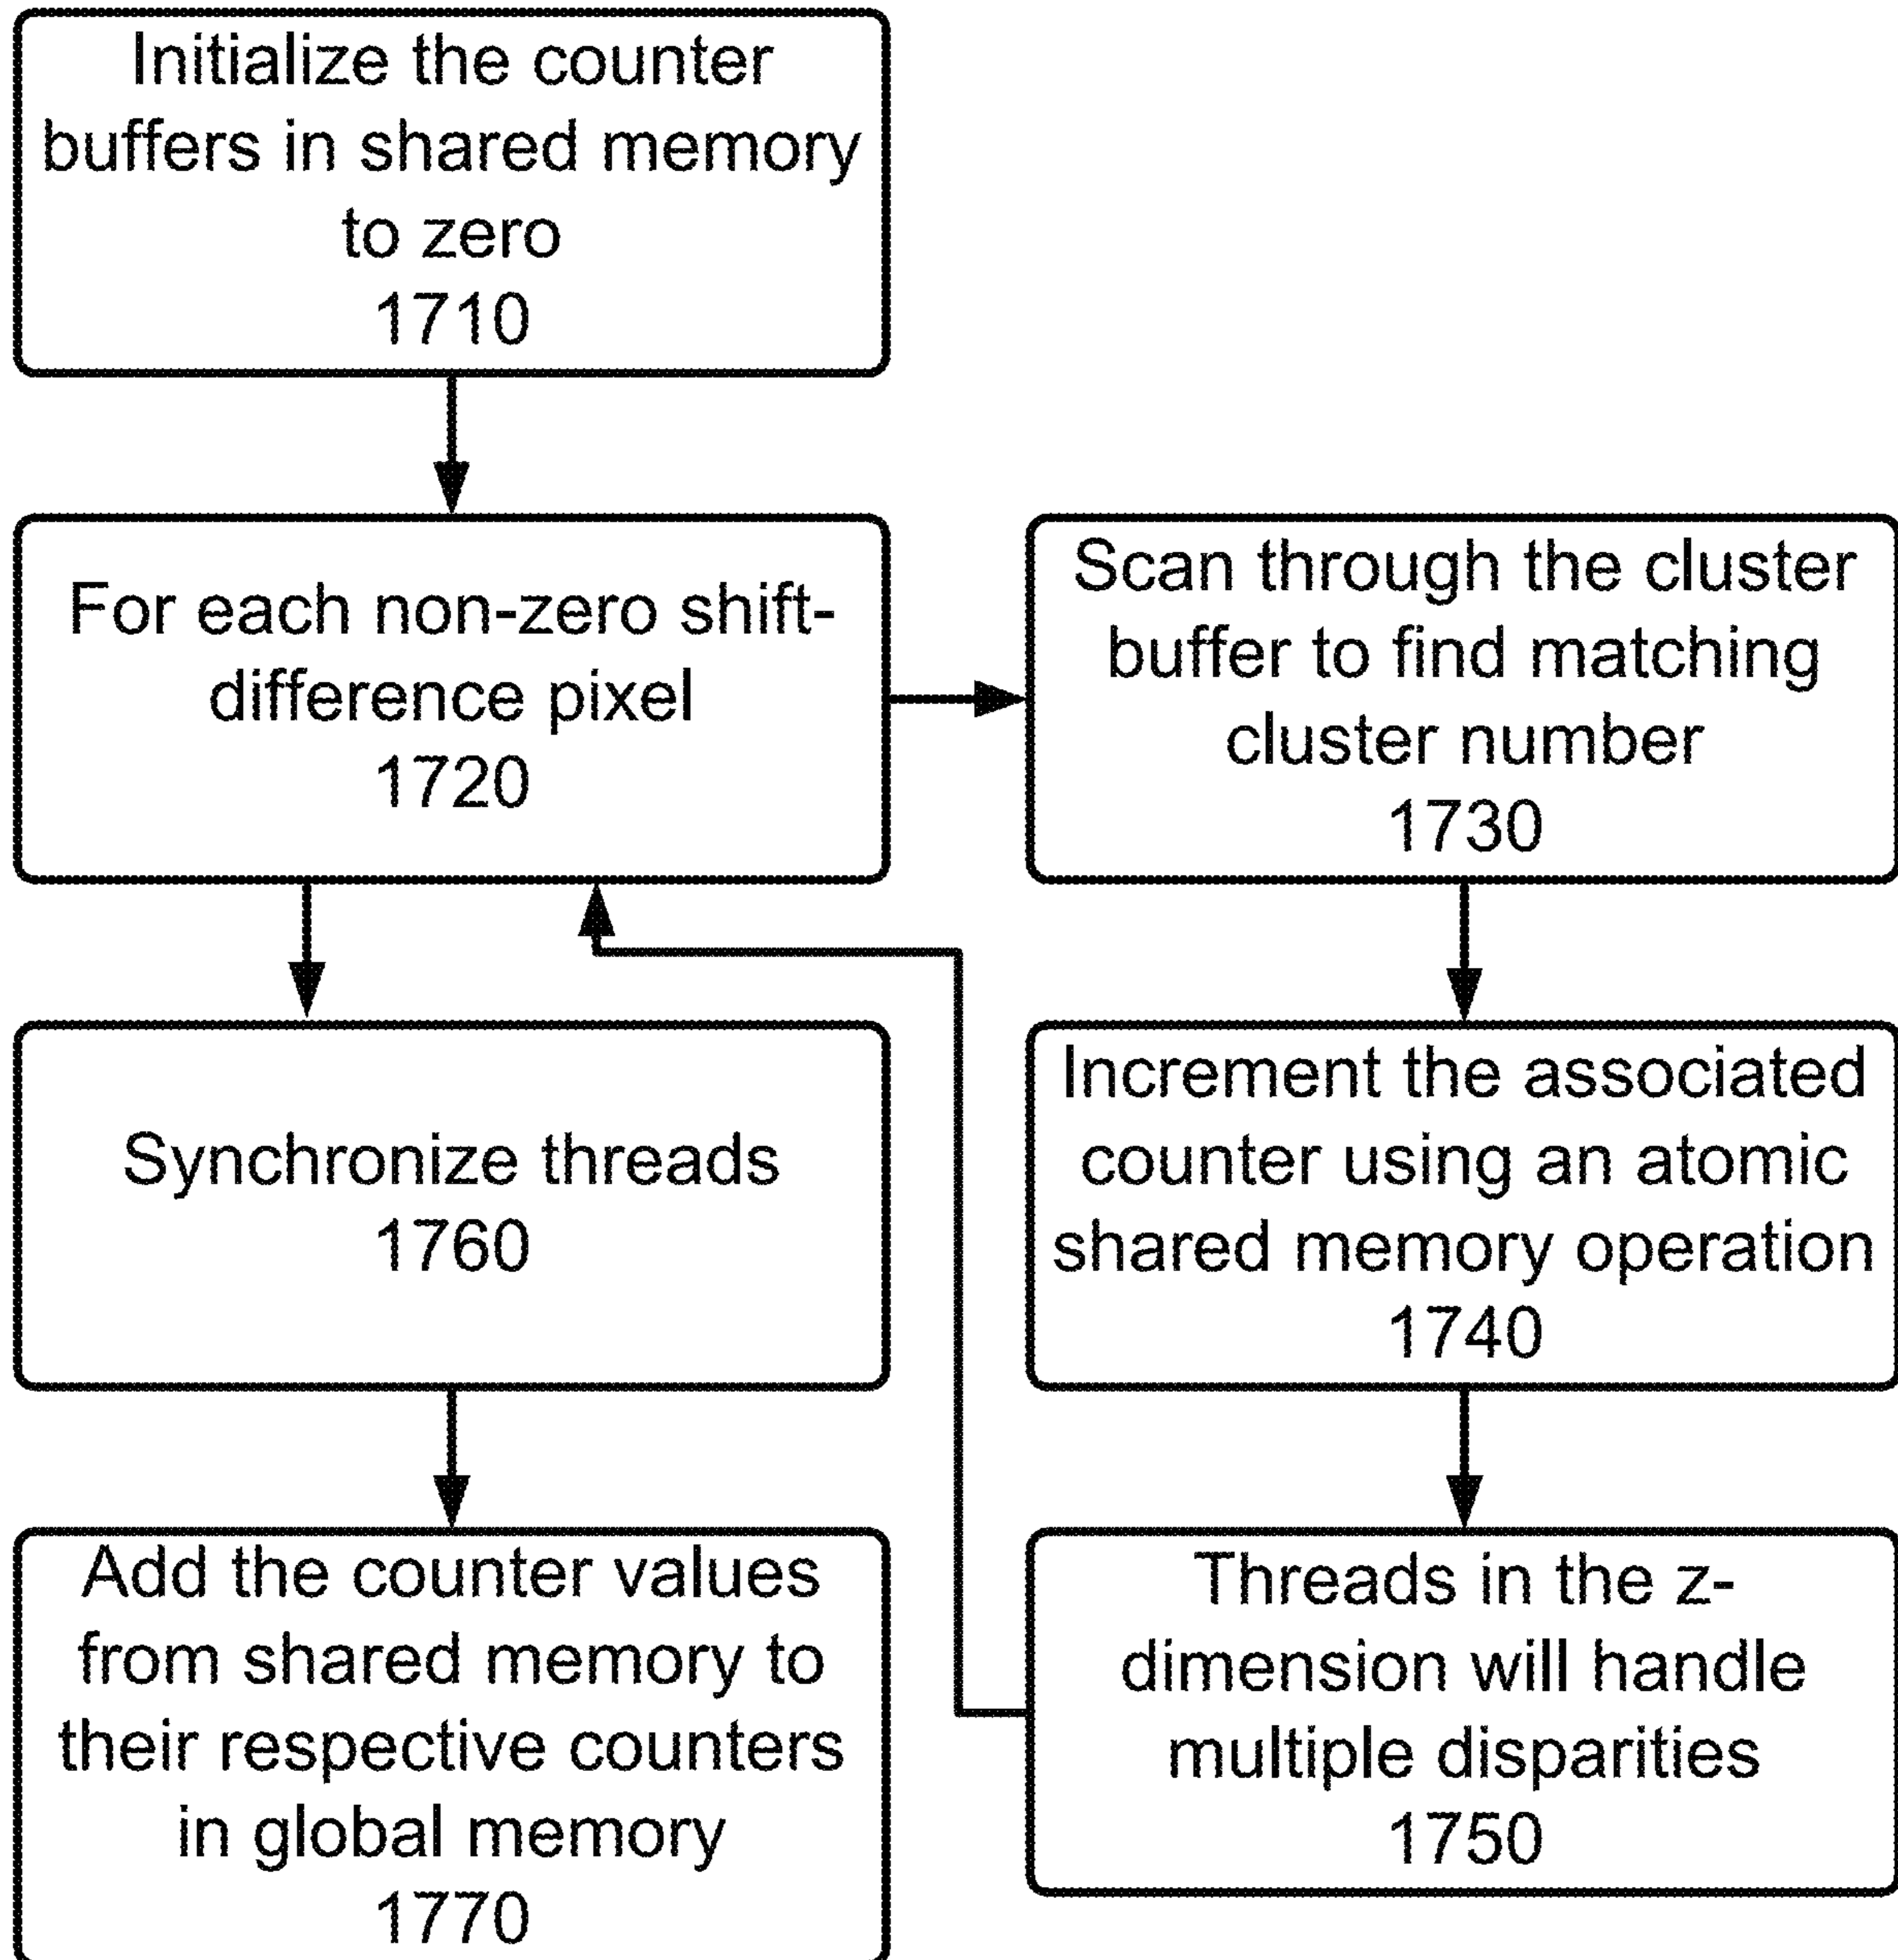 Initialize the counter
buffers in shared memory
to zero
1710
For each non-zero shift-
difference pixel
1720
Scan through the cluster
buffer to find matching
cluster number
1730
Increment the associated
counter using an atomic
shared memory operation
1740
Threads in the z-
dimension will handle
multiple disparities
1750
Synchronize threads
1760
Add the counter values
from shared memory to
their respective counters
in global memory
1770